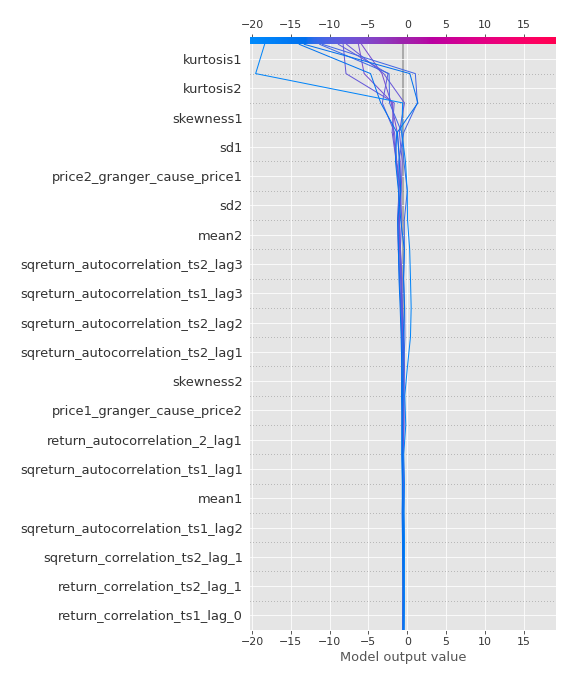 −20 −15 −10 −5 0 5 10 15
kurtosis1
kurtosis2
skewness1
sd1
price2_granger_cause_price1
sd2
mean2
sqreturn_autocorrelation_ts2_lag3
sqreturn_autocorrelation_ts1_lag3
sqreturn_autocorrelation_ts2_lag2
sqreturn_autocorrelation_ts2_lag1
skewness2
price1_granger_cause_price2
return_autocorrelation_2_lag1
sqreturn_autocorrelation_ts1_lag1
mean1
sqreturn_autocorrelation_ts1_lag2
sqreturn_correlation_ts2_lag_1
return_correlation_ts2_lag_1
return_correlation_ts1_lag_0
−20 −15 −10 −5 0 5 10 15
Model output value